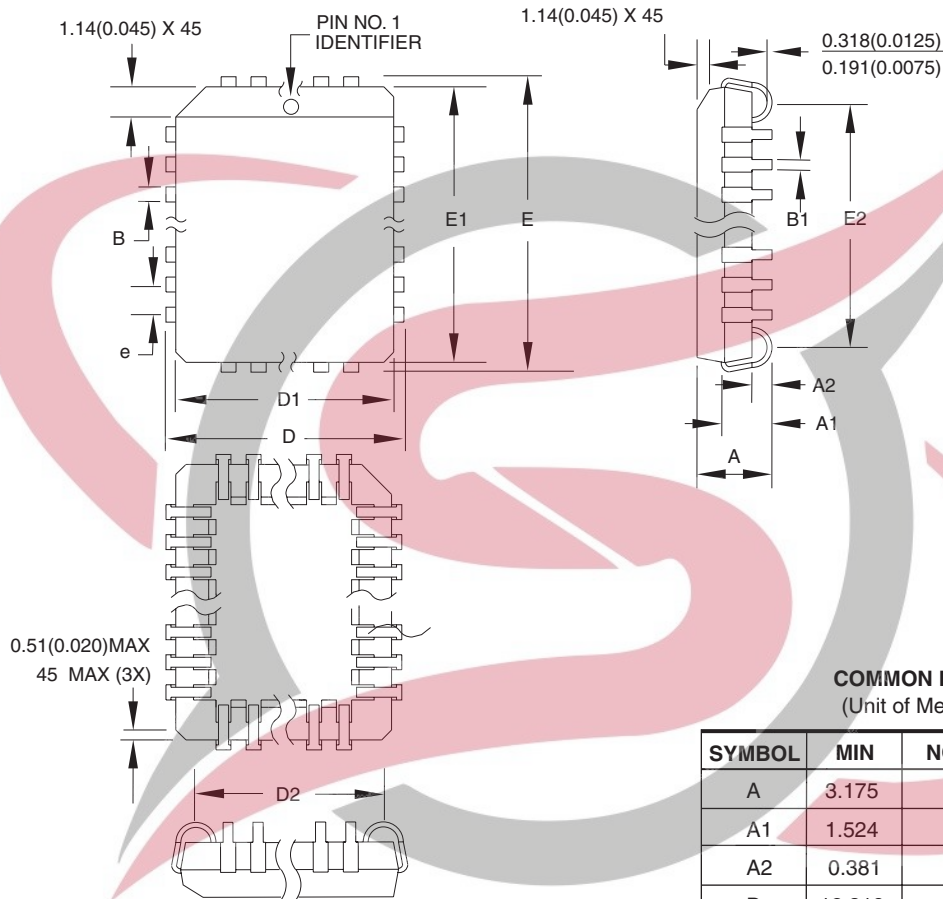 1.14(0.045) X 45
PIN NO. 1
IDENTIFIER
1.14(0.045) X 45
0.318(0.0125)
0.191(0.0075)
B
e
E1
E
B1
E2
A2
A1
A
D1
D
0.51(0.020)MAX
45 MAX (3X)
D2
COMMON
(Unit of
SYMBOL MIN
A 3.175
A1 1.524
A2 0.381